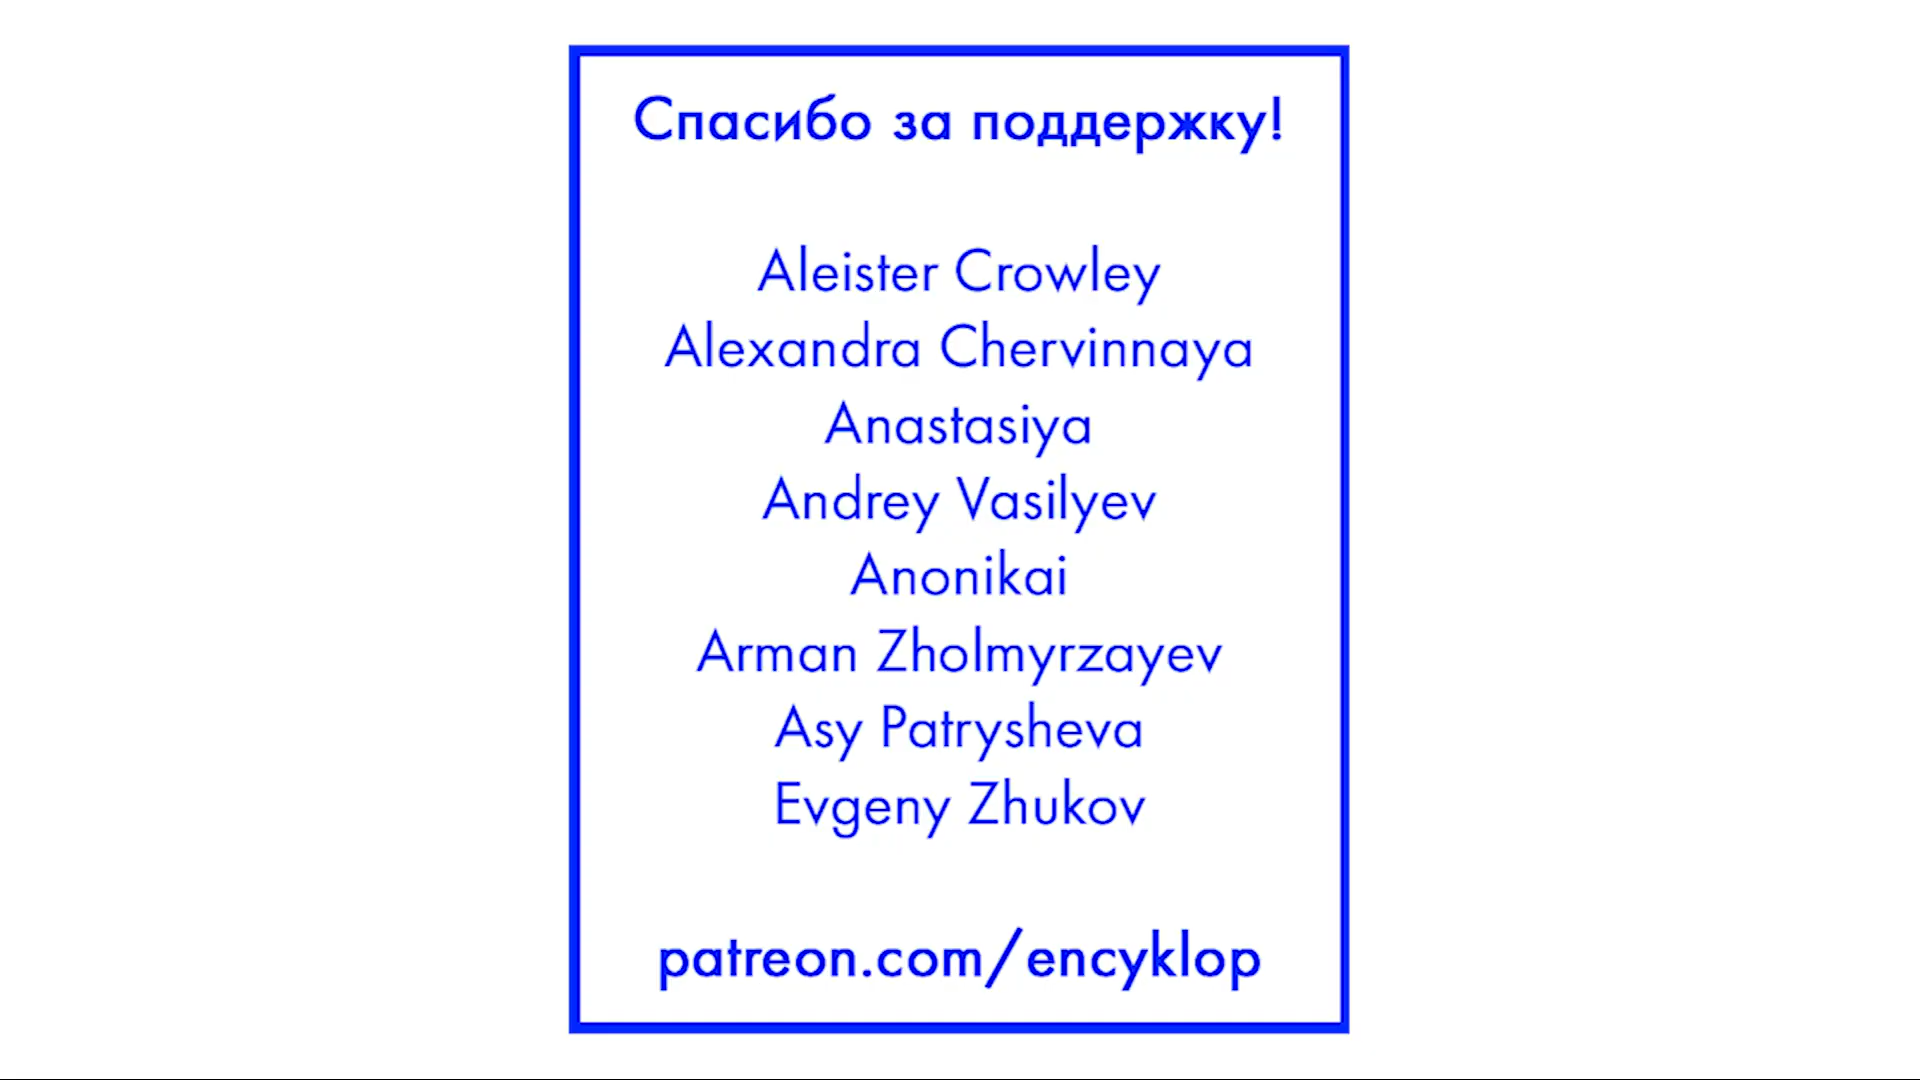 Спасибо за поддержку!
Aleister Crowley
Alexandra Chervinnaya
Anastasiya
Andrey Vasilyev
Anonikai
Arman Zholmyrzayev
Asy Patrysheva
Evgeny Zhukov
patreon.com/encyklop